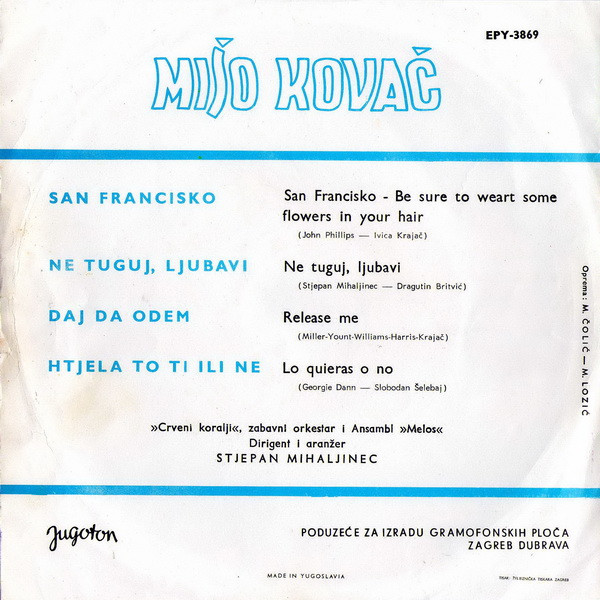 EPY-3869
MIJO KOVAČ
SAN FRANCISKO
San Francisko - Be sure to weart some
flowers in your hair
(John Phillips — Ivica Krajač)
NE TUGUJ, LJUBAVI
Ne tuguj, ljubavi
(Stjepan Mihaljinec — Dragutin Britvić)
DAJ DA ODEM
Release me
(Miller-Yount-Williams-Harris-Krajač)
HTJELA TO TI ILI NE
Lo quieras o no
(Georgie Dann — Slobodan Šelebaj)
Oprema: M. ČOLIĆ — M. LOZIĆ
»Crveni koralji«, zabavni orkestar i Ansambl »Melos«
Dirigent i aranžer
STJEPAN MIHALJINEC
Jugoton
PODUZEĆE ZA IZRADU GRAMOFONSKIH PLOČA
ZAGREB DUBRAVA
MADE IN YUGOSLAVIA
TISAK: TISKARA ZAGREB